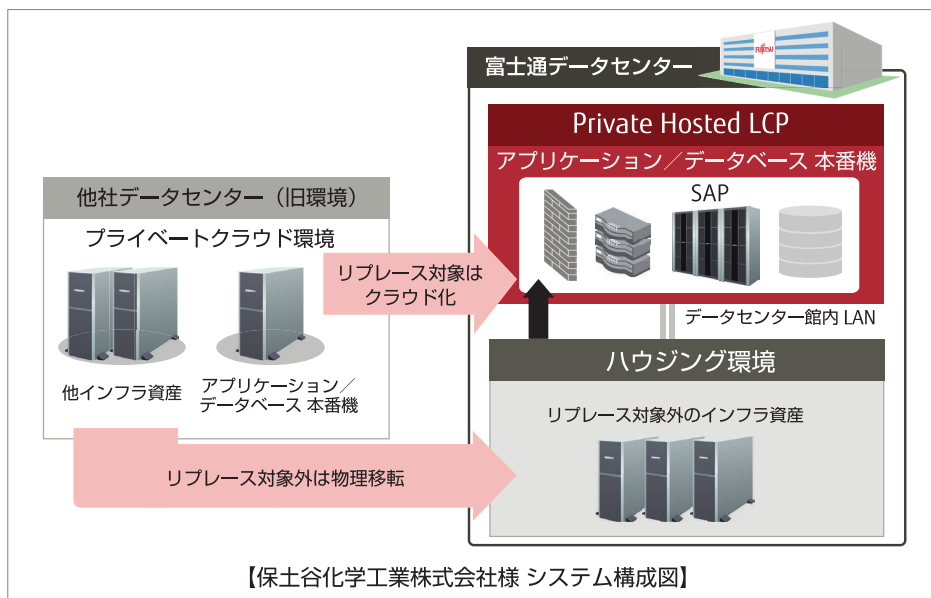 FUJITSU
富士通データセンター
Private Hosted LCP
アプリケーション／データベース 本番機
SAP
他社データセンター（旧環境）
プライベートクラウド環境
リプレース対象は
クラウド化
データセンター館内 LAN
ハウジング環境
他インフラ資産
アプリケーション／
データベース 本番機
リプレース対象外のインフラ資産
リプレース対象外は物理移転
【保土谷化学工業株式会社様 システム構成図】